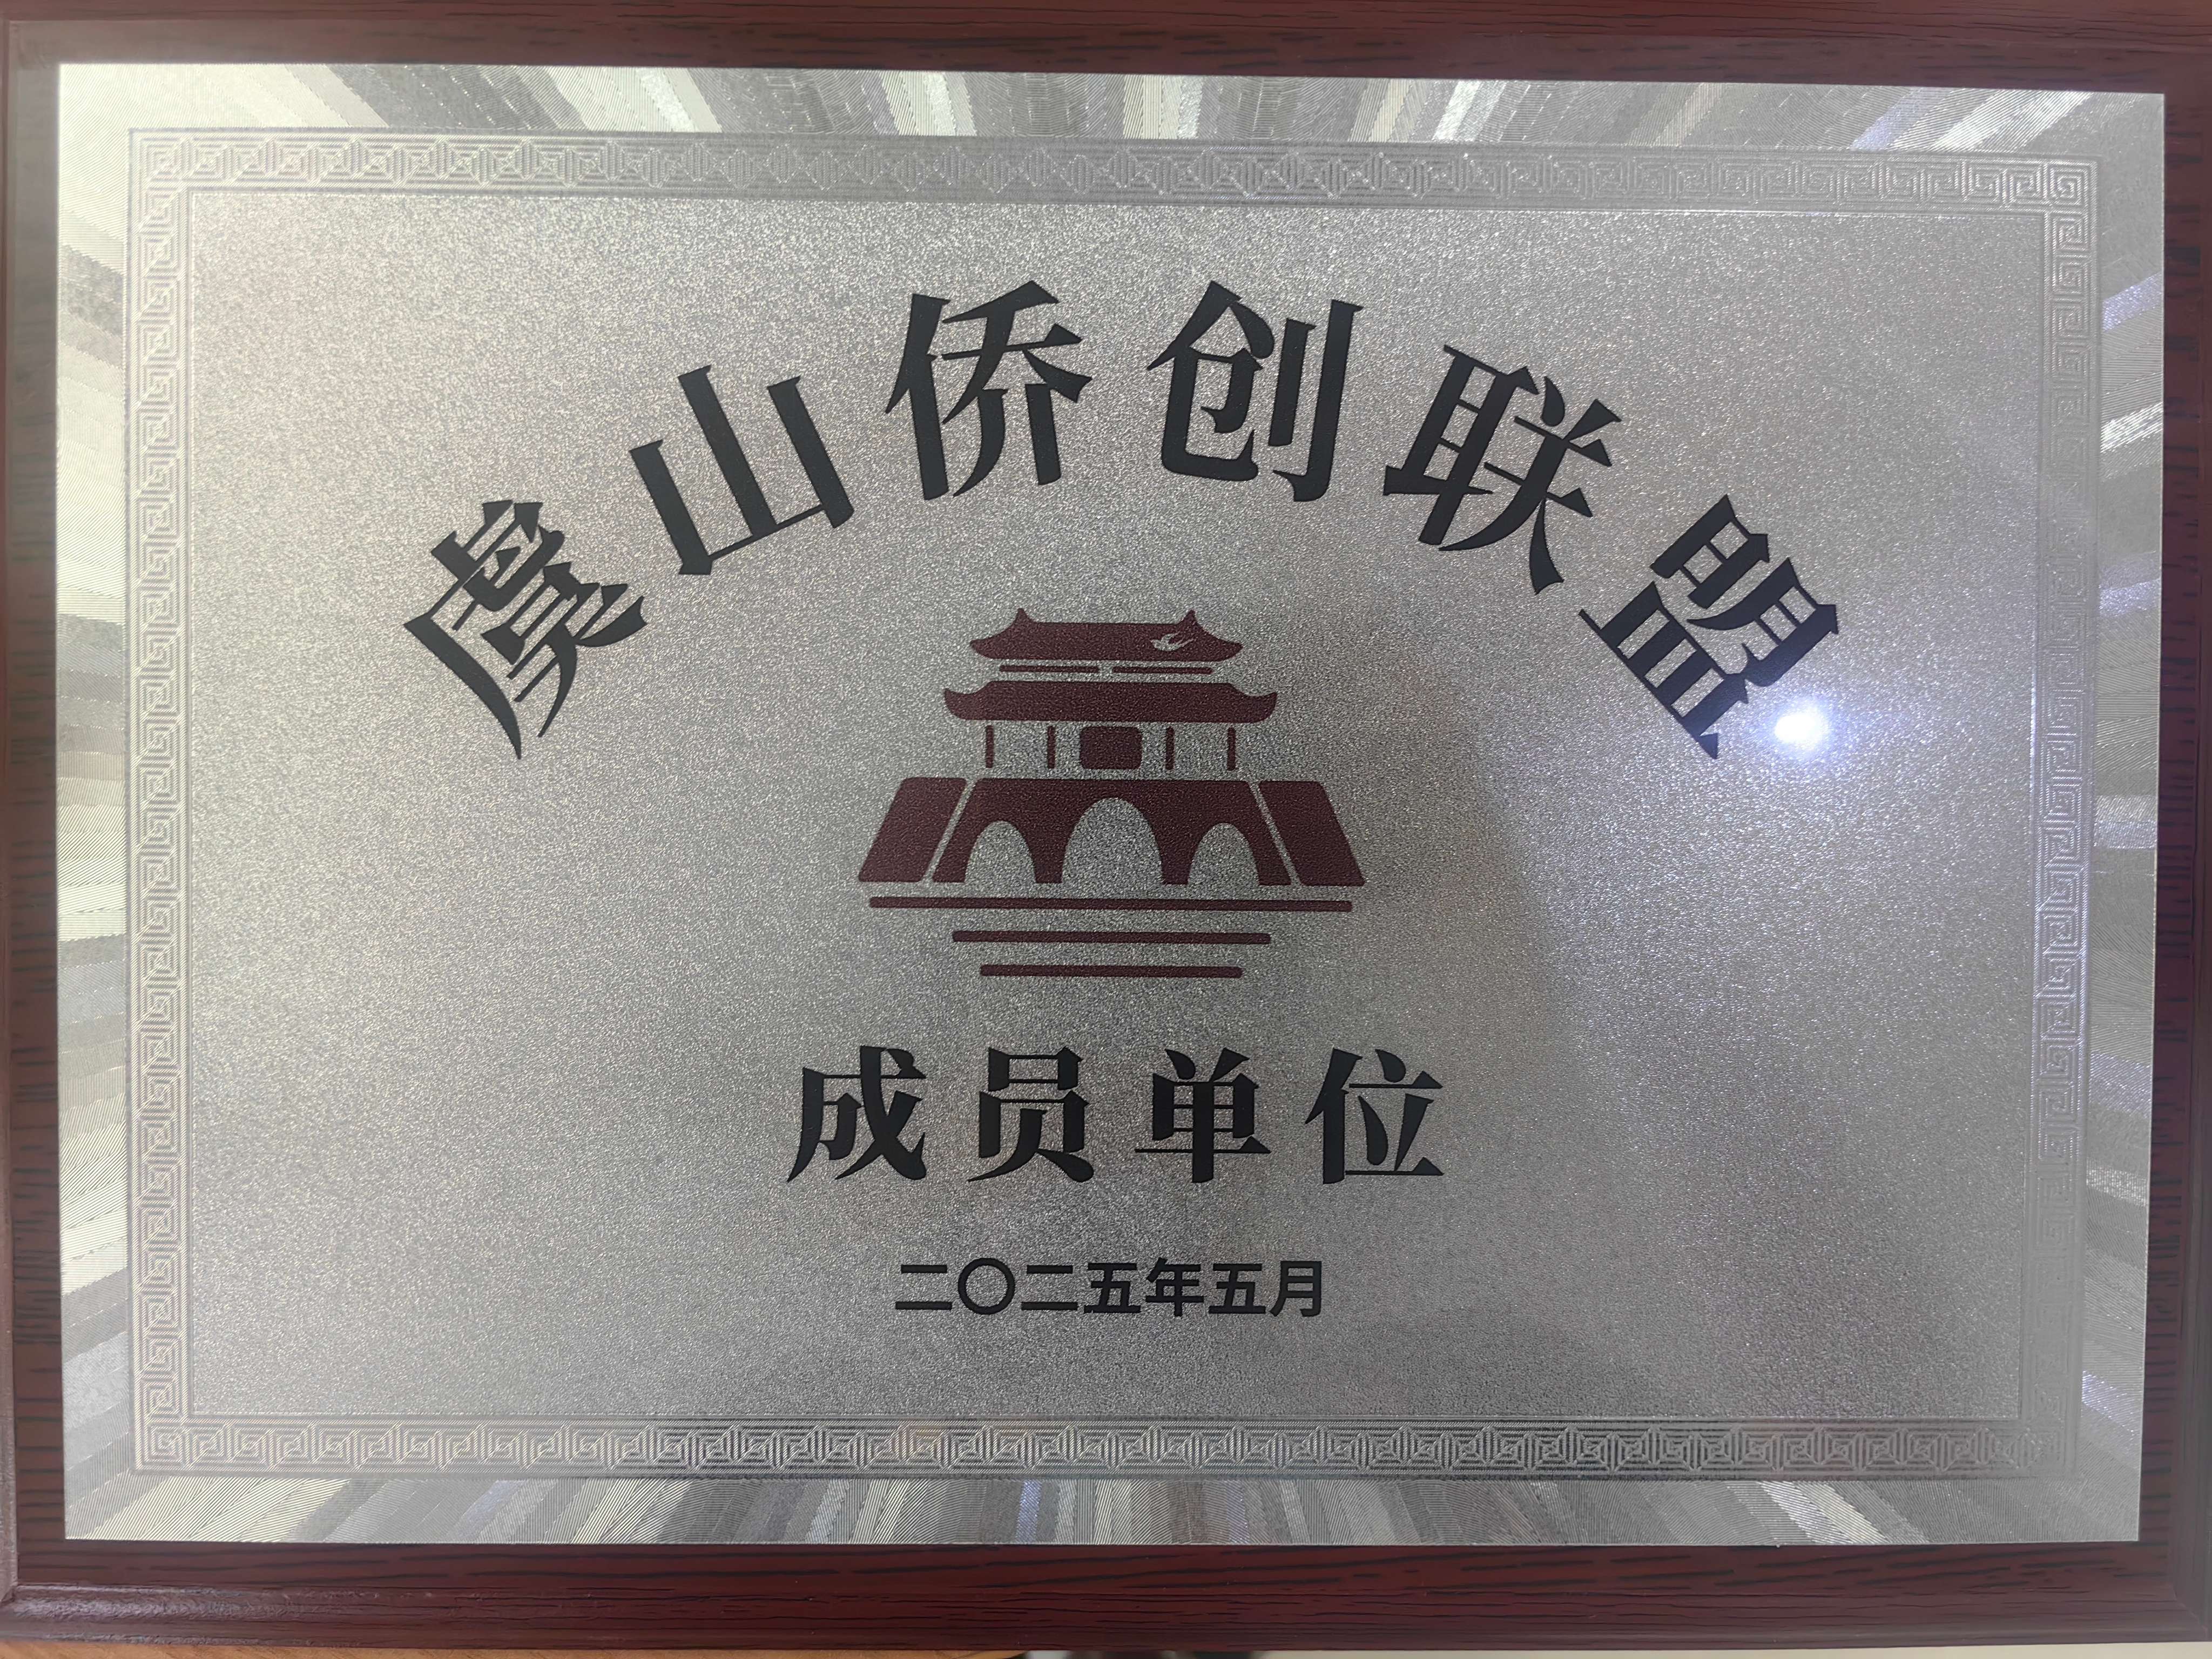 虞山侨创联盟
成员单位
二〇二五年五月